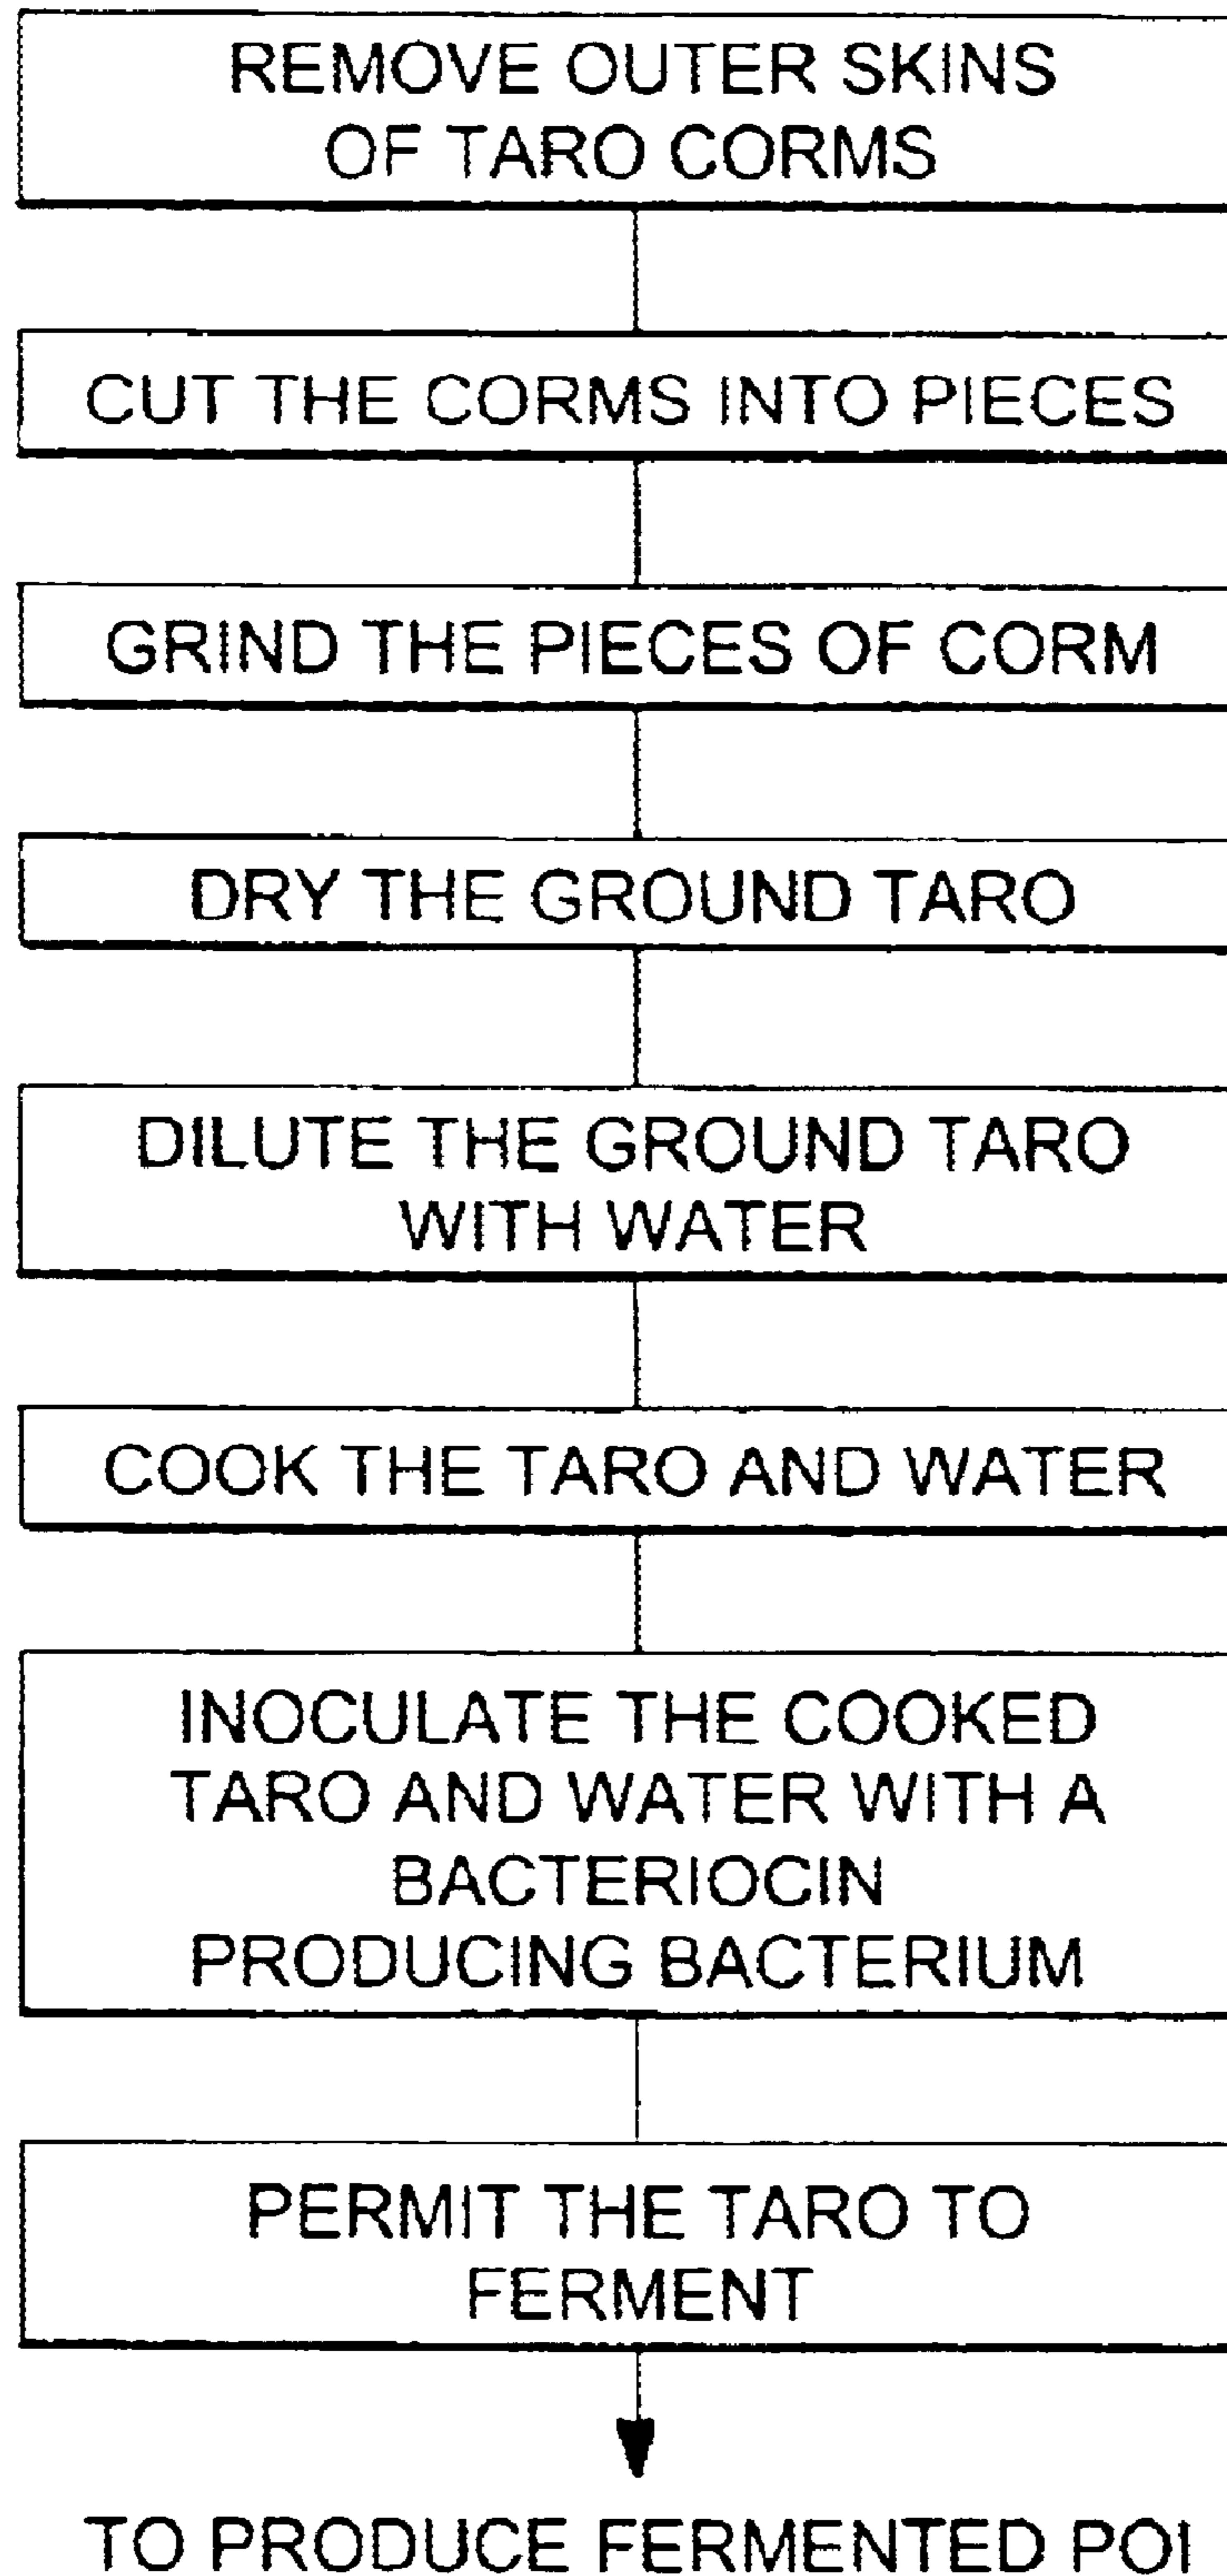 REMOVE OUTER SKINS
OF TARO CORMS
CUT THE CORMS INTO PIECES
GRIND THE PIECES OF CORM
DRY THE GROUND TARO
DILUTE THE GROUND TARO
WITH WATER
COOK THE TARO AND WATER
INOCULATE THE COOKED
TARO AND WATER WITH A
BACTERIOCIN
PRODUCING BACTERIUM
PERMIT THE TARO TO
FERMENT
TO PRODUCE FERMENTED POI